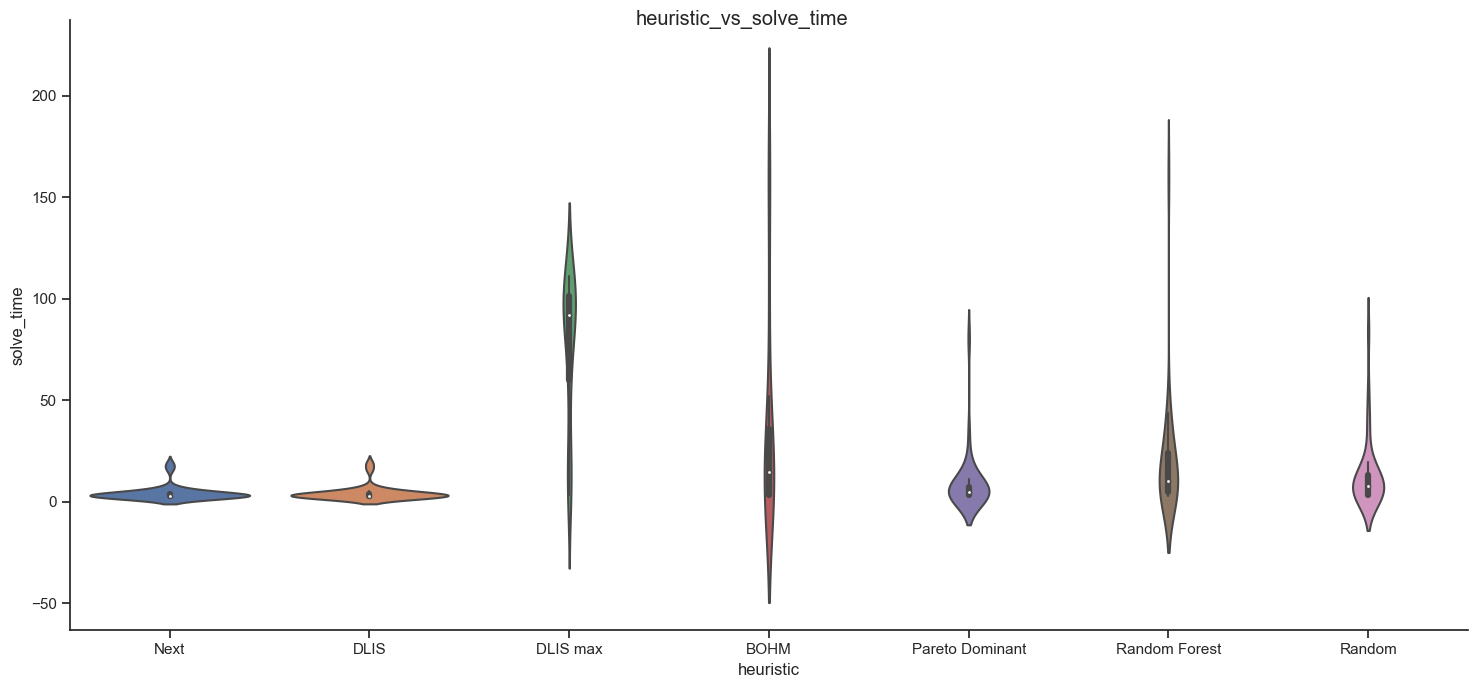 heuristic_vs_solve_time
solve_time
200
150
100
50
0
−50
Next
DLIS
DLIS max
BOHM
Pareto Dominant
Random Forest
Random
heuristic